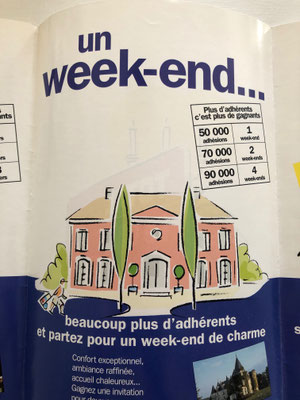 un
week-end...
Plus d'adhérents
c'est plus de gagnants
50 000 adhésions 1 week-end
70 000 adhésions 2 week-ends
90 000 adhésions 4 week-ends
beaucoup plus d'adhérents
et partez pour un week-end de charme
Confort exceptionnel,
ambiance raffinée,
accueil chaleureux...
Gagnez une invitation